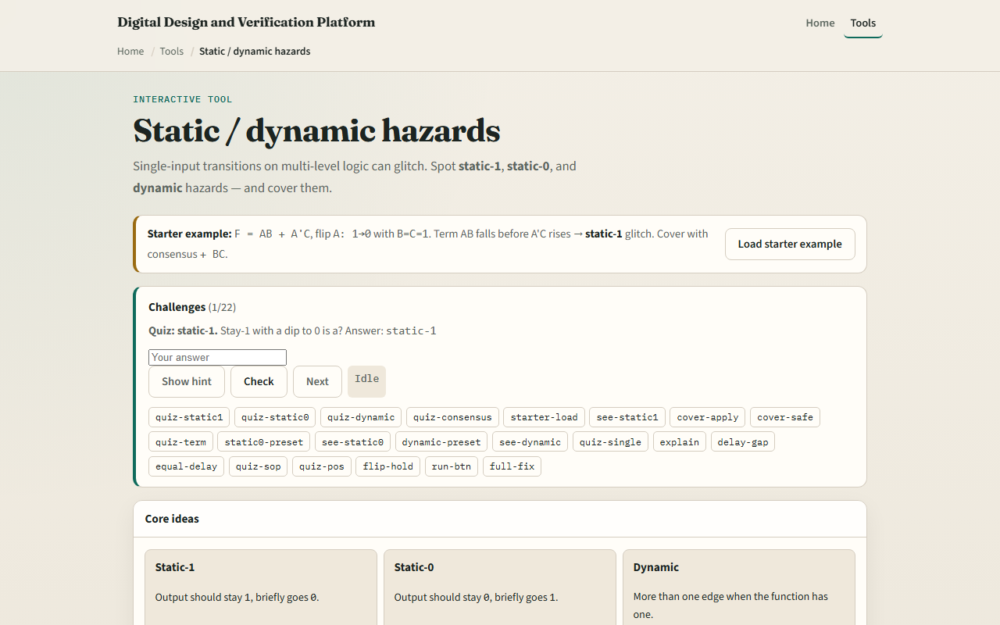 Digital Design and Verification Platform
Home
Tools
Home / Tools / Static / dynamic hazards
INTERACTIVE TOOL
Static / dynamic hazards
Single-input transitions on multi-level logic can glitch. Spot static-1, static-0, and
dynamic hazards — and cover them.
Starter example: F = AB + A'C, flip A: 1→0 with B=C=1. Term AB falls before A'C rises → static-1 glitch. Cover with
consensus + BC.
Load starter example
Challenges (1/22)
Quiz: static-1. Stay-1 with a dip to 0 is a? Answer: static-1
Your answer
Show hint
Check
Next
Idle
quiz-static1
quiz-static0
quiz-dynamic
quiz-consensus
starter-load
see-static1
cover-apply
cover-safe
quiz-term
static0-preset
see-static0
dynamic-preset
see-dynamic
quiz-single
explain
delay-gap
equal-delay
quiz-sop
quiz-pos
flip-hold
run-btn
full-fix
Core ideas
Static-1
Output should stay 1, briefly goes 0.
Static-0
Output should stay 0, briefly goes 1.
Dynamic
More than one edge when the function has
one.